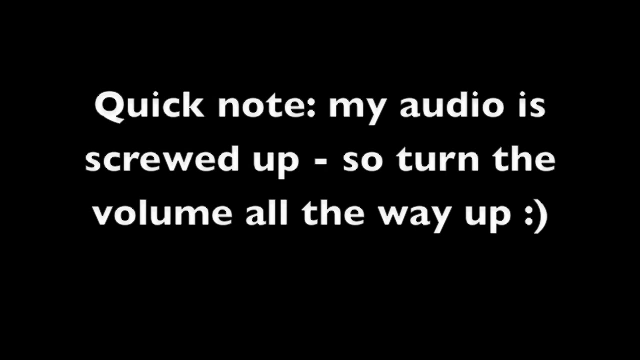 Quick note: my audio is
screwed up - so turn the
volume all the way up :)